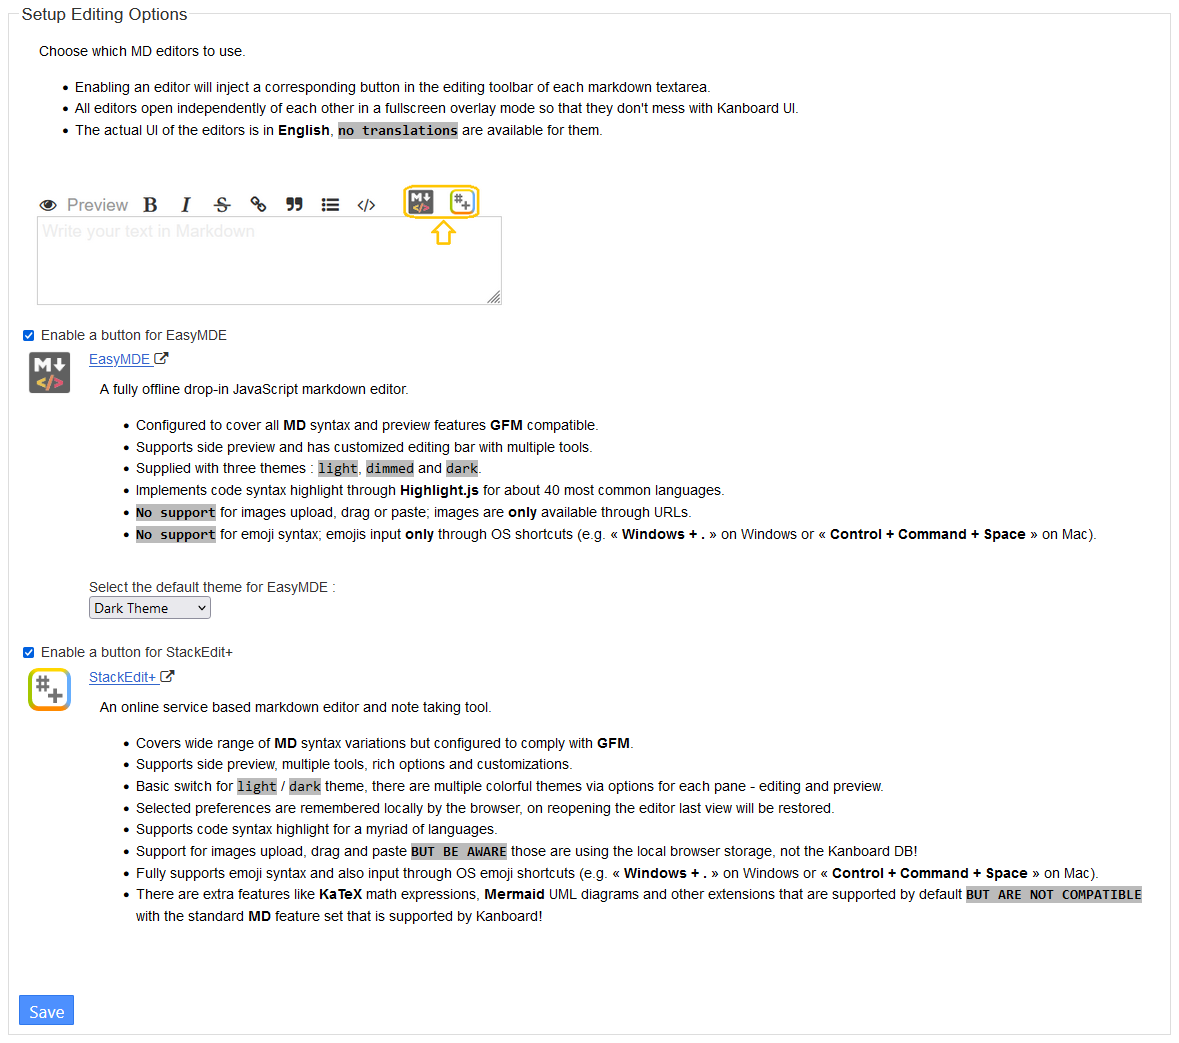 Setup Editing Options
Choose which MD editors to use.
• Enabling an editor will inject a corresponding button in the editing toolbar of each markdown textarea.
• All editors open independently of each other in a fullscreen overlay mode so that they don't mess with Kanboard UI.
• The actual UI of the editors is in English, no translations are available for them.
Preview B I S </> M </> # +
Write your text in Markdown
Enable a button for EasyMDE
M </> EasyMDE
A fully offline drop-in JavaScript markdown editor.
• Configured to cover all MD syntax and preview features GFM compatible.
• Supports side preview and has customized editing bar with multiple tools.
• Supplied with three themes : light, dimmed and dark.
• Implements code syntax highlight through Highlight.js for about 40 most common languages.
• No support for images upload, drag or paste; images are only available through URLs.
• No support for emoji syntax; emojis input only through OS shortcuts (e.g. « Windows + . » on Windows or « Control + Command + Space » on Mac).
Select the default theme for EasyMDE :
Dark Theme
Enable a button for StackEdit+
#+ StackEdit+
An online service based markdown editor and note taking tool.
• Covers wide range of MD syntax variations but configured to comply with GFM.
• Supports side preview, multiple tools, rich options and customizations.
• Basic switch for light / dark theme, there are multiple colorful themes via options for each pane - editing and preview.
• Selected preferences are remembered locally by the browser, on reopening the editor last view will be restored.
• Supports code syntax highlight for a myriad of languages.
• Support for images upload, drag and paste BUT BE AWARE those are using the local browser storage, not the Kanboard DB!
• Fully supports emoji syntax and also input through OS emoji shortcuts (e.g. « Windows + . » on Windows or « Control + Command + Space » on Mac).
• There are extra features like KaTeX math expressions, Mermaid UML diagrams and other extensions that are supported by default BUT ARE NOT COMPATIBLE
with the standard MD feature set that is supported by Kanboard!
Save